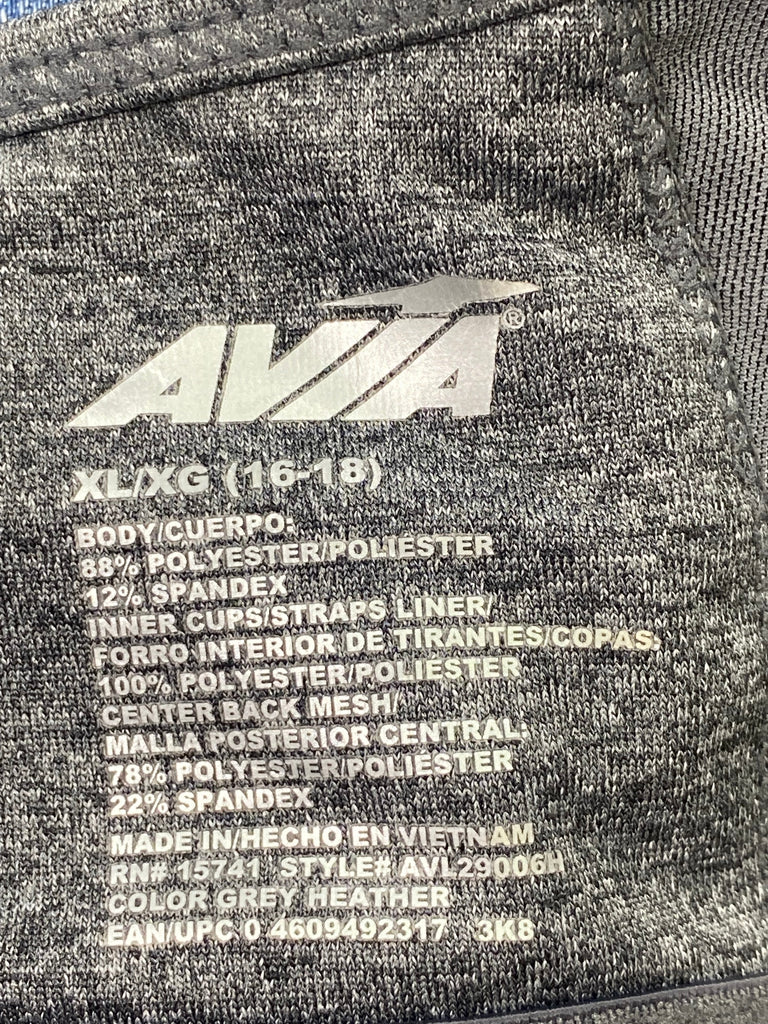 AVIA®
XL/XG (16-18)
BODY/CUERPO:
88% POLYESTER/POLIESTER
12% SPANDEX
INNER CUPS/STRAPS LINER/
FORRO INTERIOR DE TIRANTES/COPAS:
100% POLYESTER/POLIESTER
CENTER BACK MESH/
MALLA POSTERIOR CENTRAL:
78% POLYESTER/POLIESTER
22% SPANDEX
MADE IN/HECHO EN VIETNAM
RN# 15741 STYLE# AVL29006H
COLOR GREY HEATHER
EAN/UPC 0 4609492317 3K8